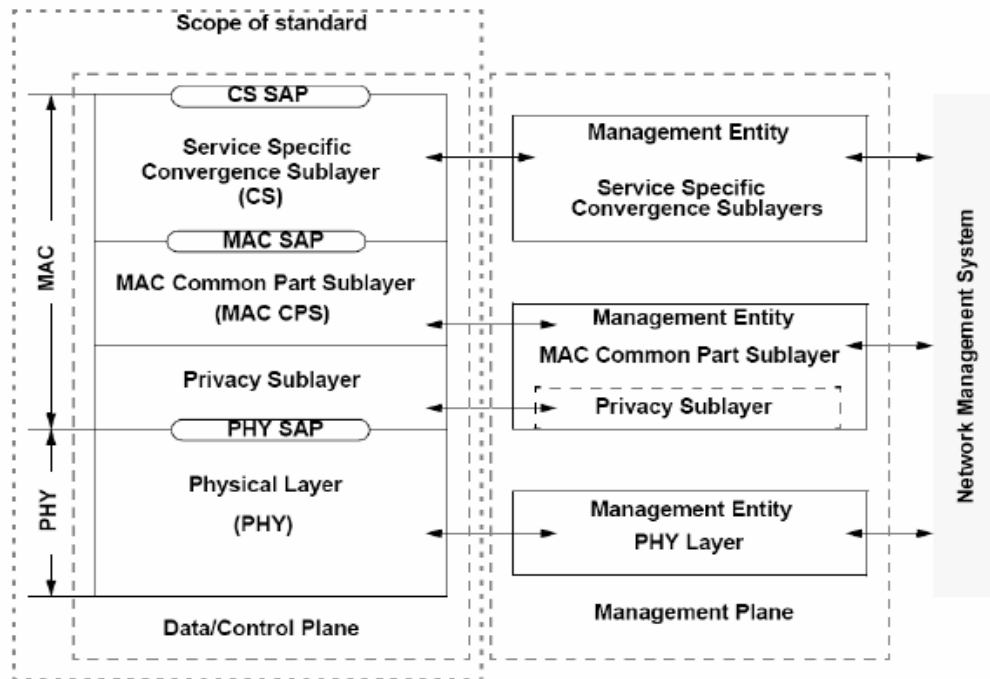 Scope of standard
CS SAP
Service Specific
Convergence Sublayer
(CS)
MAC SAP
MAC Common Part Sublayer
(MAC CPS)
Privacy Sublayer
PHY SAP
Physical Layer
(PHY)
Data/Control Plane
MAC
PHY
Management Entity
Service Specific
Convergence Sublayers
Management Entity
MAC Common Part Sublayer
Privacy Sublayer
Management Entity
PHY Layer
Management Plane
Network Management System